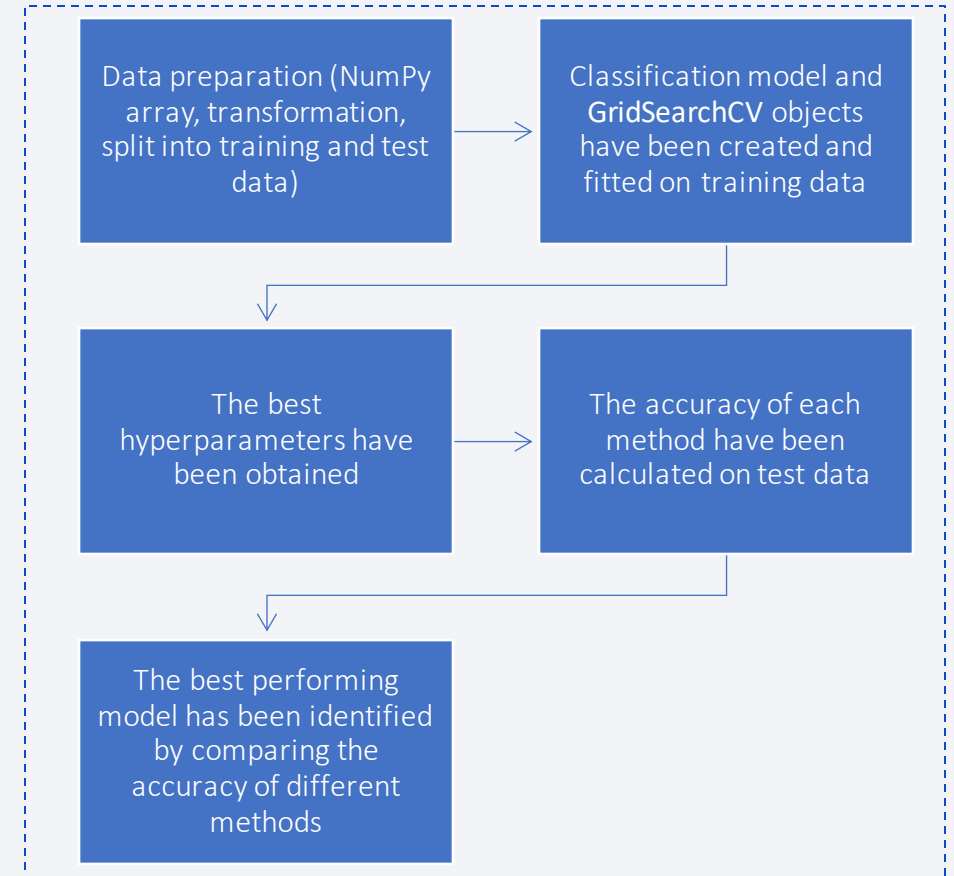 Data preparation (NumPy
array, transformation,
split into training and test
data)
Classification model and
GridSearchCV objects
have been created and
fitted on training data
The best
hyperparameters have
been obtained
The accuracy of each
method have been
calculated on test data
The best performing
model has been identified
by comparing the
accuracy of different
methods